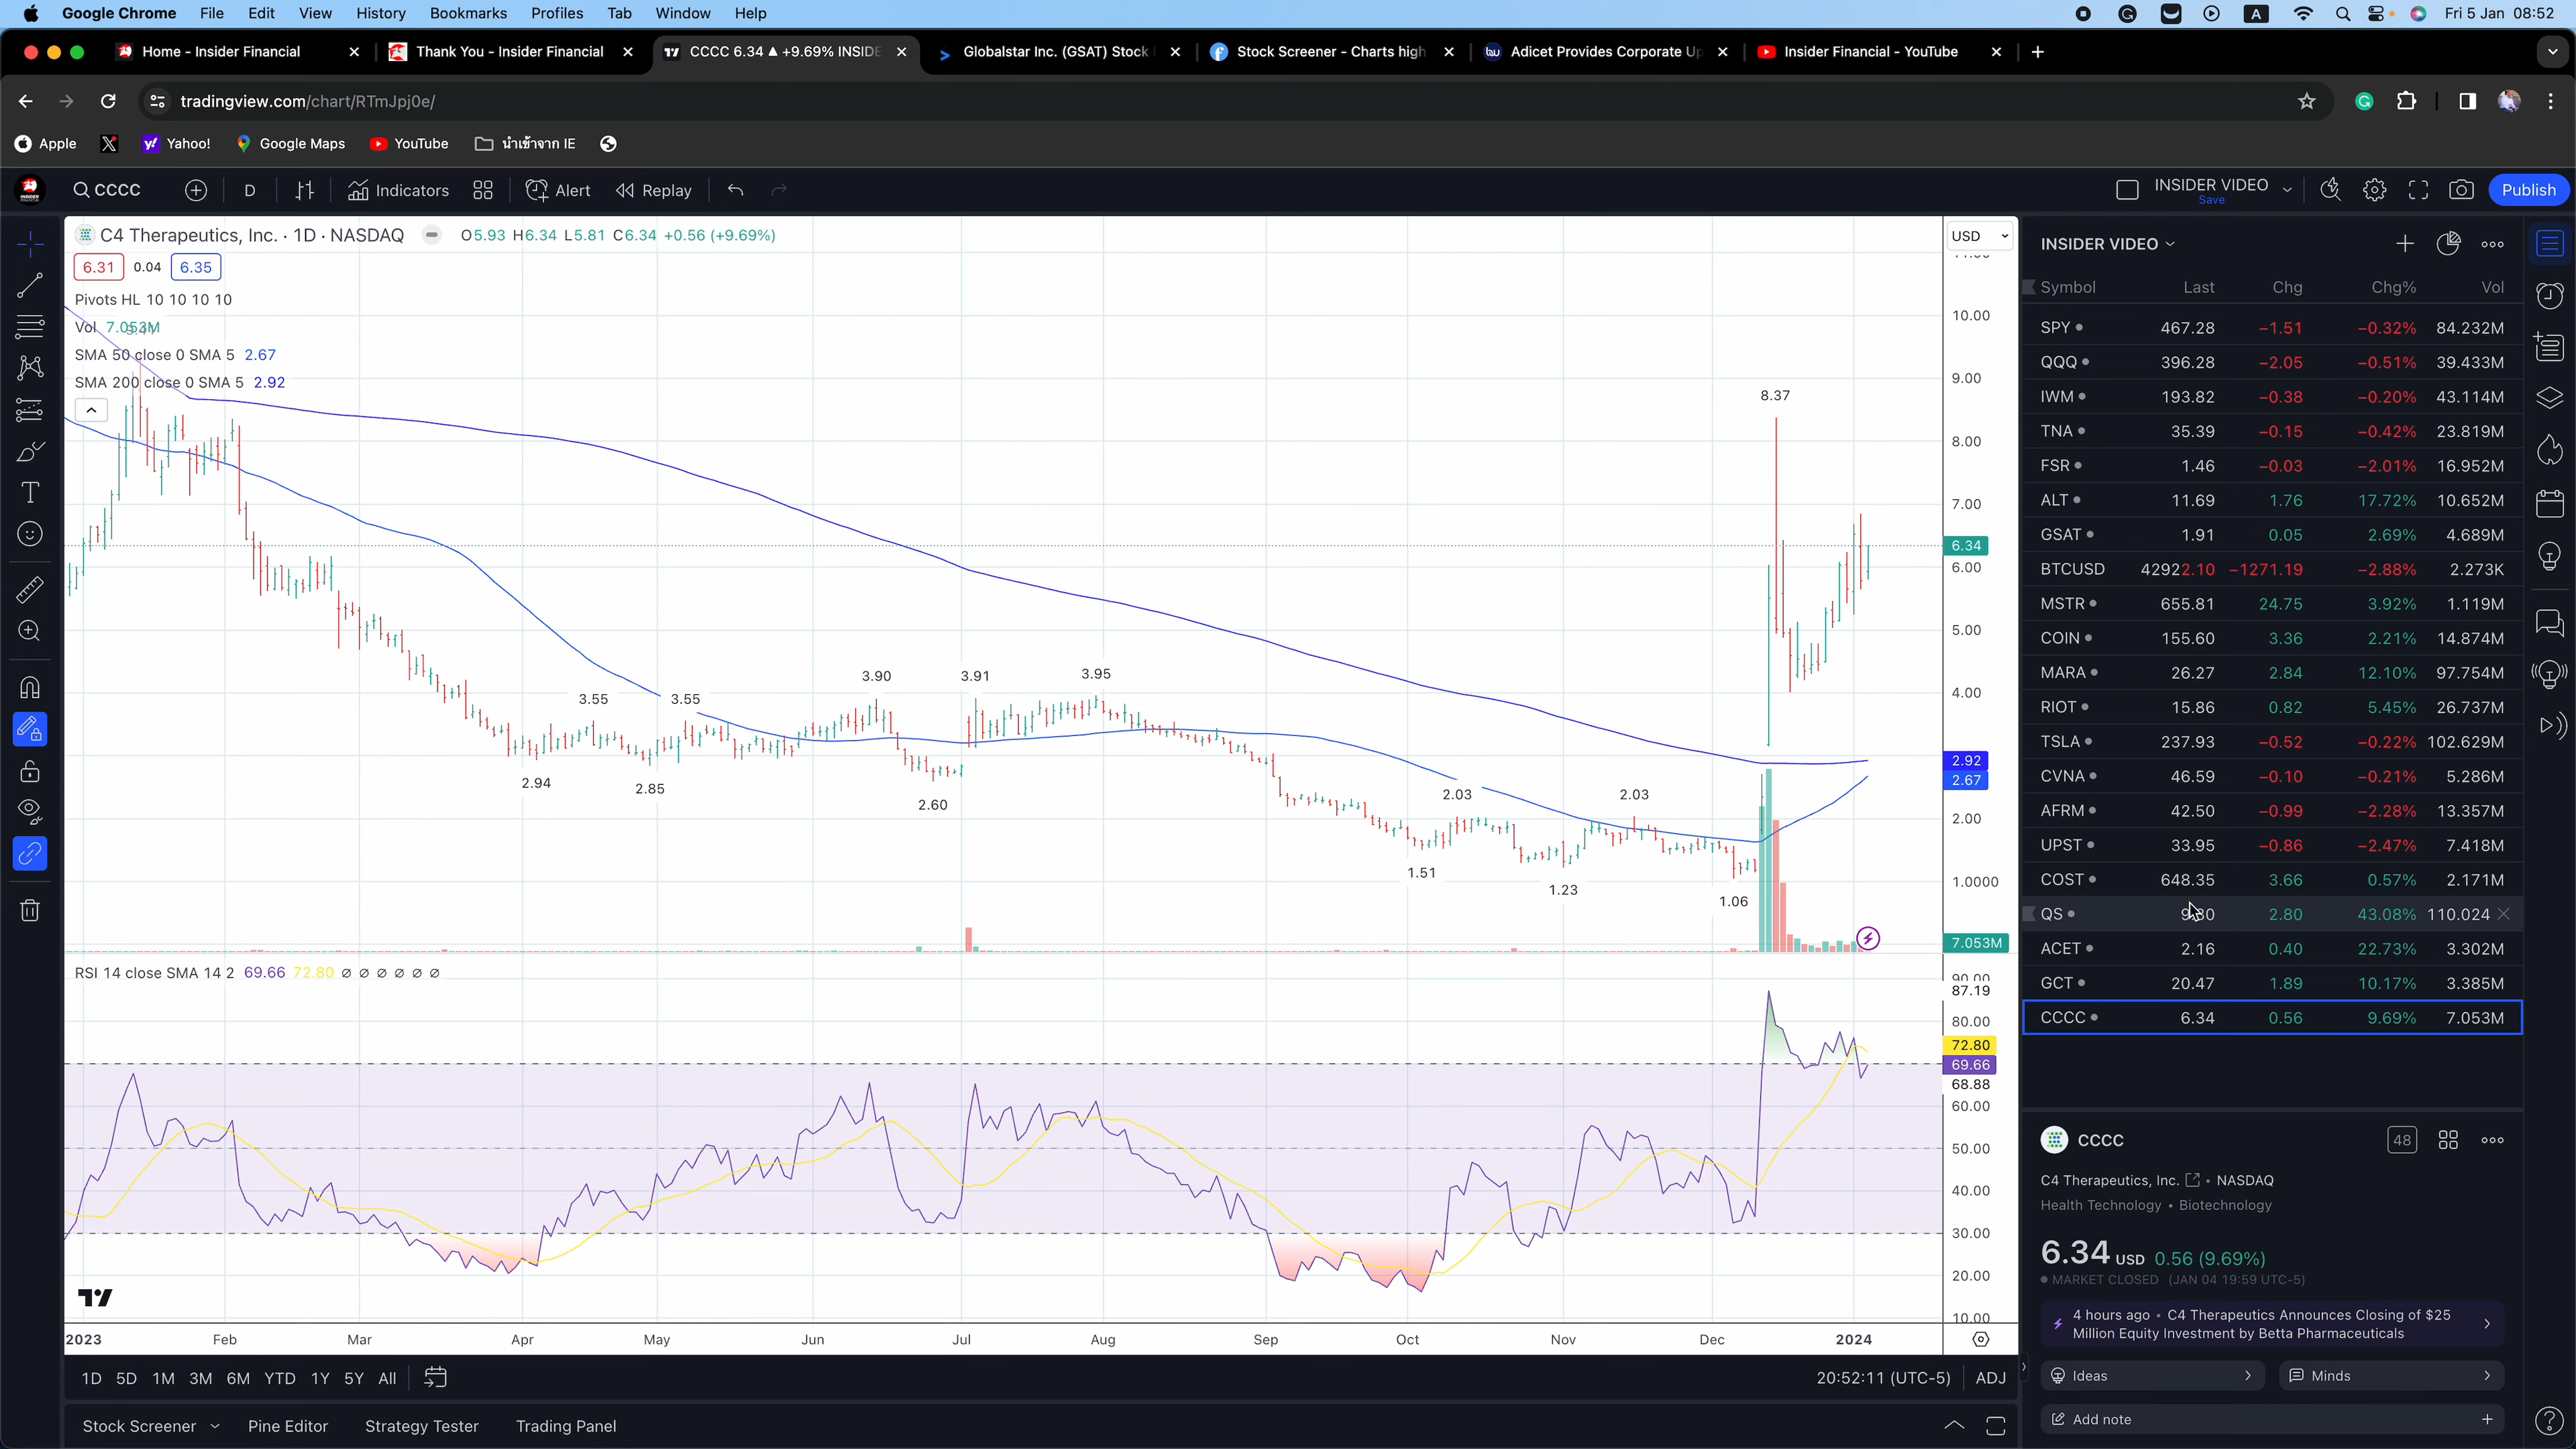 Google Chrome File Edit View History Bookmarks Profiles Tab Window Help A Fri 5 Jan 08:52
Home - Insider Financial Thank You - Insider Financial CCCC 6.34 ▲ +9.69% INSIDE Globalstar Inc. (GSAT) Stock Stock Screener - Charts high Adicet Provides Corporate Up Insider Financial - YouTube
tradingview.com/chart/RTmJpj0e/
Apple Yahoo! Google Maps YouTube นำเข้าจาก IE
CCCC D Indicators Alert Replay INSIDER VIDEO Save Publish
C4 Therapeutics, Inc. · 1D · NASDAQ O5.93 H6.34 L5.81 C6.34 +0.56 (+9.69%)
6.31 0.04 6.35
Pivots HL 10 10 10 10
Vol 7.053M
SMA 50 close 0 SMA 5 2.67
SMA 200 close 0 SMA 5 2.92
8.37
3.55 3.55 3.90 3.91 3.95
2.94 2.85 2.60 2.03 2.03
1.51 1.23 1.06
USD
10.00
9.00
8.00
7.00
6.34
6.00
5.00
4.00
2.92
2.67
2.00
1.0000
7.053M
RSI 14 close SMA 14 2 69.66 72.80 ∅ ∅ ∅ ∅ ∅ ∅
90.00
87.19
80.00
72.80
69.66
68.88
60.00
50.00
40.00
30.00
20.00
10.00
2023 Feb Mar Apr May Jun Jul Aug Sep Oct Nov Dec 2024
1D 5D 1M 3M 6M YTD 1Y 5Y All 20:52:11 (UTC-5) ADJ
Stock Screener Pine Editor Strategy Tester Trading Panel
INSIDER VIDEO
Symbol Last Chg Chg% Vol
SPY 467.28 −1.51 −0.32% 84.232M
QQQ 396.28 −2.05 −0.51% 39.433M
IWM 193.82 −0.38 −0.20% 43.114M
TNA 35.39 −0.15 −0.42% 23.819M
FSR 1.46 −0.03 −2.01% 16.952M
ALT 11.69 1.76 17.72% 10.652M
GSAT 1.91 0.05 2.69% 4.689M
BTCUSD 42922.10 −1271.19 −2.88% 2.273K
MSTR 655.81 24.75 3.92% 1.119M
COIN 155.60 3.36 2.21% 14.874M
MARA 26.27 2.84 12.10% 97.754M
RIOT 15.86 0.82 5.45% 26.737M
TSLA 237.93 −0.52 −0.22% 102.629M
CVNA 46.59 −0.10 −0.21% 5.286M
AFRM 42.50 −0.99 −2.28% 13.357M
UPST 33.95 −0.86 −2.47% 7.418M
COST 648.35 3.66 0.57% 2.171M
QS 2.80 43.08% 110.024
ACET 2.16 0.40 22.73% 3.302M
GCT 20.47 1.89 10.17% 3.385M
CCCC 6.34 0.56 9.69% 7.053M
CCCC 48
C4 Therapeutics, Inc. • NASDAQ
Health Technology • Biotechnology
6.34 USD 0.56 (9.69%)
MARKET CLOSED (JAN 04 19:59 UTC-5)
4 hours ago • C4 Therapeutics Announces Closing of $25
Million Equity Investment by Betta Pharmaceuticals
Ideas Minds
Add note